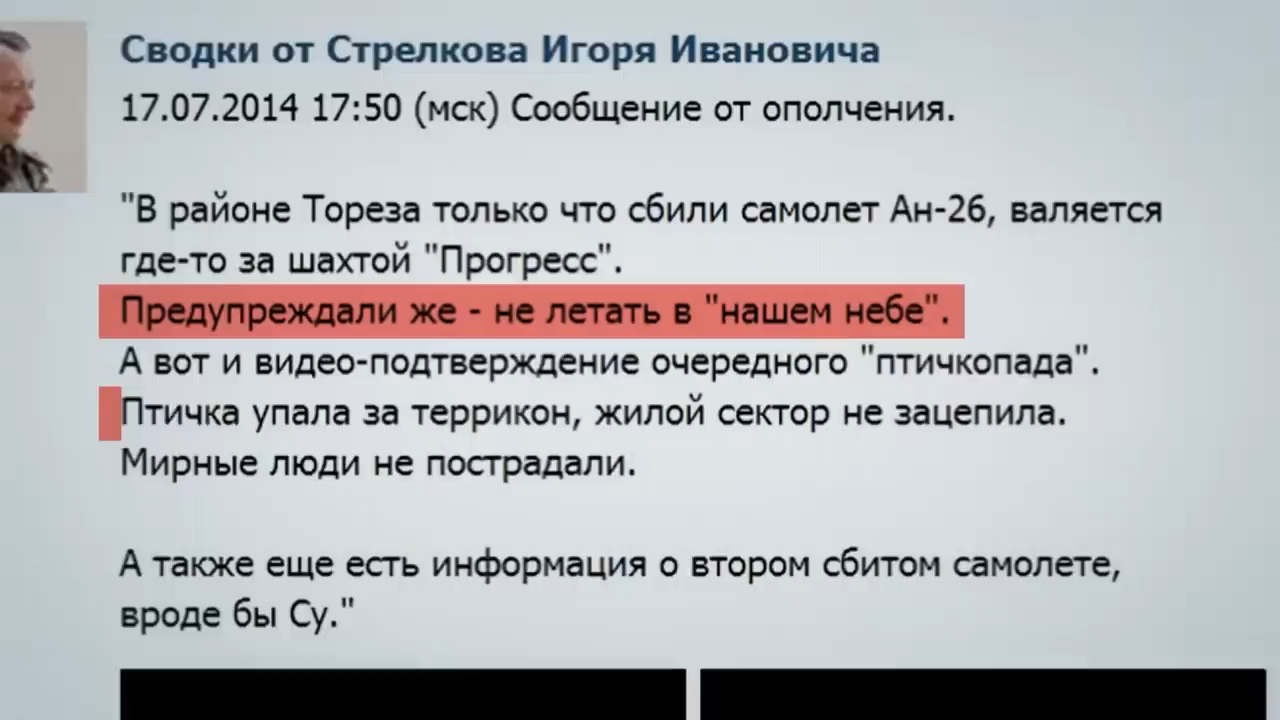 Сводки от Стрелкова Игоря Ивановича
17.07.2014 17:50 (мск) Сообщение от ополчения.
"В районе Тореза только что сбили самолет Ан-26, валяется
где-то за шахтой "Прогресс".
Предупреждали же - не летать в "нашем небе".
А вот и видео-подтверждение очередного "птичкопада".
Птичка упала за террикон, жилой сектор не зацепила.
Мирные люди не пострадали.
А также еще есть информация о втором сбитом самолете,
вроде бы Су."